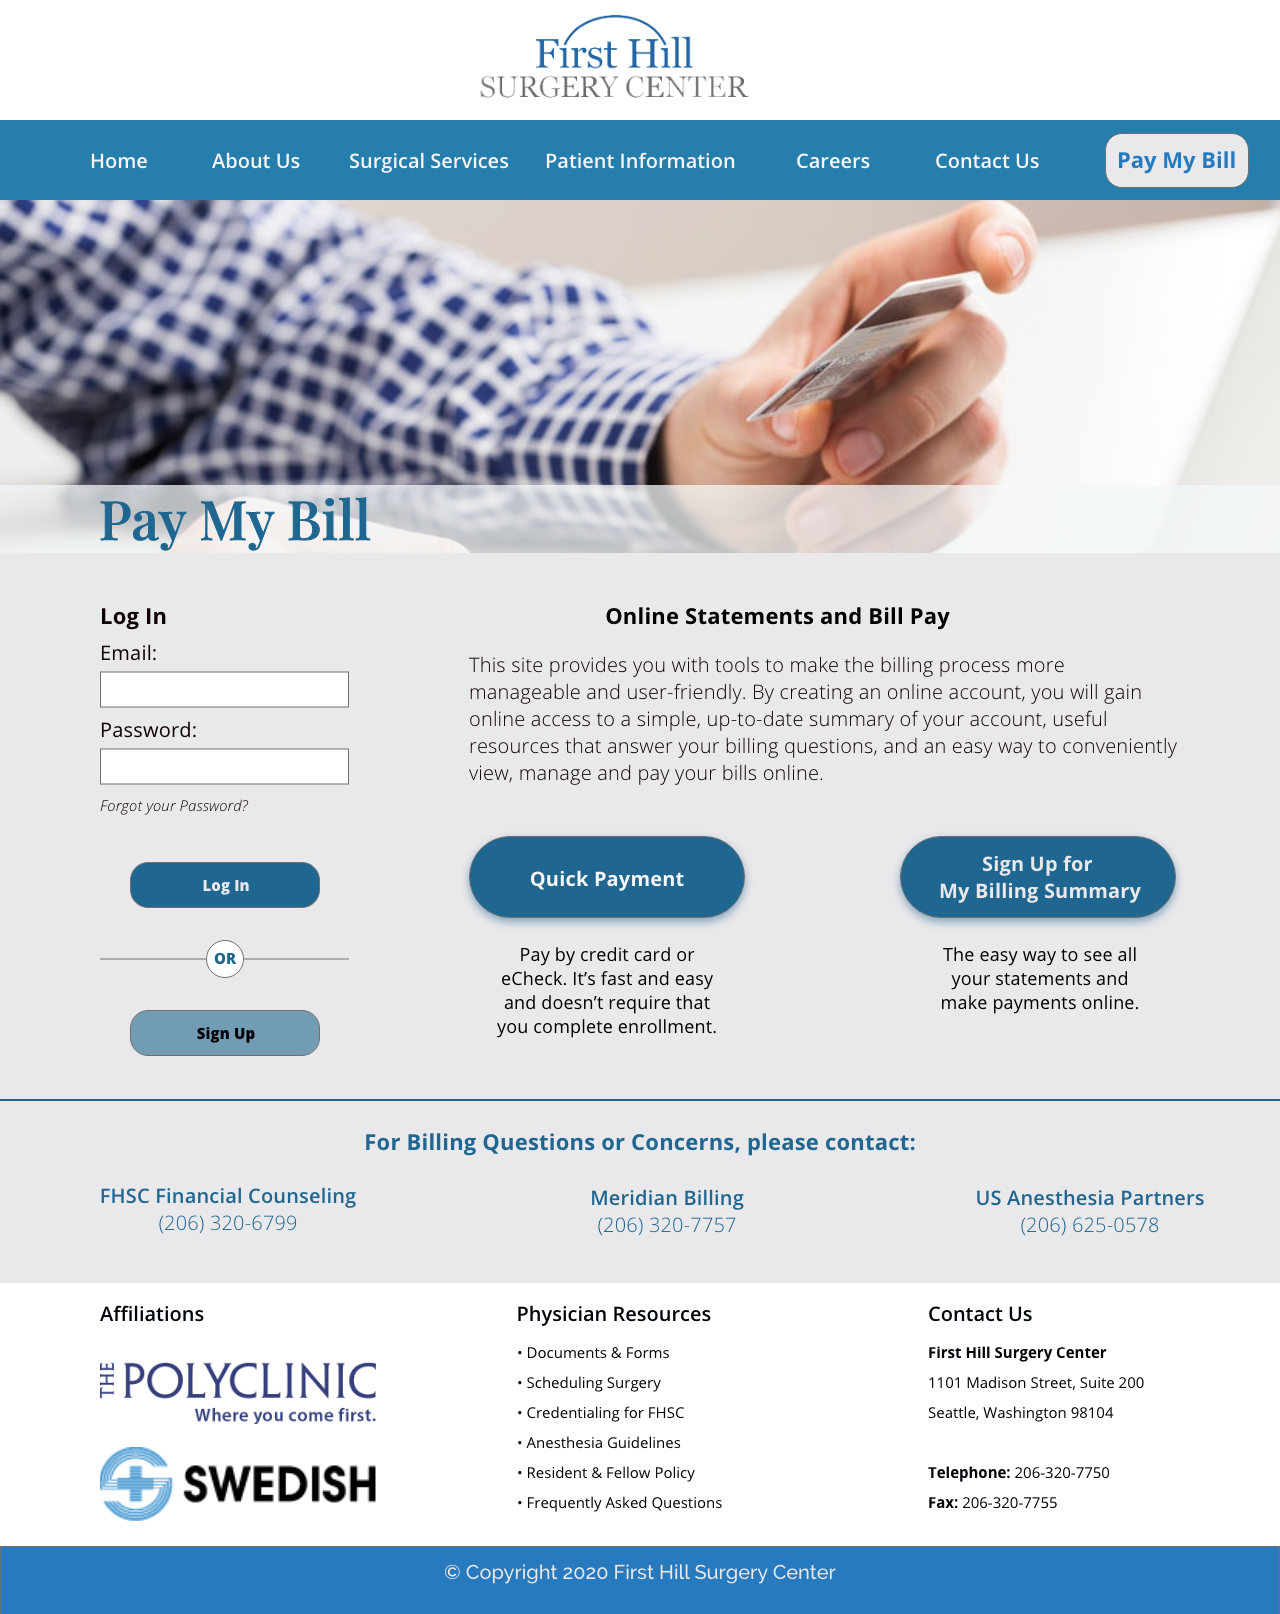 First Hill
SURGERY CENTER
Home About Us Surgical Services Patient Information Careers Contact Us Pay My Bill
Pay My Bill
Log In
Email:
Password:
Forgot your Password?
Log In
OR
Sign Up
Online Statements and Bill Pay
This site provides you with tools to make the billing process more
manageable and user-friendly. By creating an online account, you will gain
online access to a simple, up-to-date summary of your account, useful
resources that answer your billing questions, and an easy way to conveniently
view, manage and pay your bills online.
Quick Payment
Pay by credit card or
eCheck. It’s fast and easy
and doesn’t require that
you complete enrollment.
Sign Up for
My Billing Summary
The easy way to see all
your statements and
make payments online.
For Billing Questions or Concerns, please contact:
FHSC Financial Counseling
(206) 320-6799
Meridian Billing
(206) 320-7757
US Anesthesia Partners
(206) 625-0578
Affiliations
THE POLYCLINIC
Where you come first.
SWEDISH
Physician Resources
• Documents & Forms
• Scheduling Surgery
• Credentialing for FHSC
• Anesthesia Guidelines
• Resident & Fellow Policy
• Frequently Asked Questions
Contact Us
First Hill Surgery Center
1101 Madison Street, Suite 200
Seattle, Washington 98104
Telephone: 206-320-7750
Fax: 206-320-7755
© Copyright 2020 First Hill Surgery Center